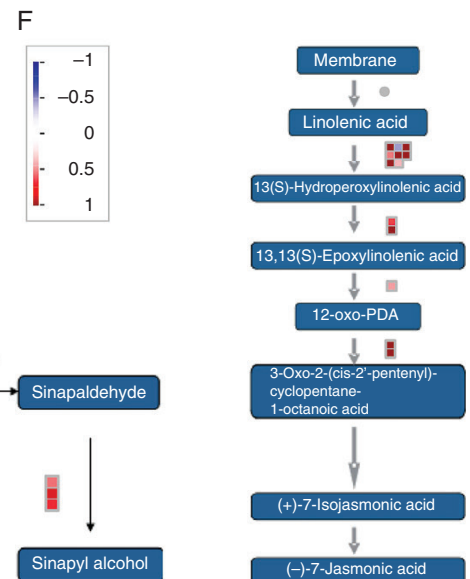 F
–1
–0.5
0
0.5
1
Membrane
Linolenic acid
13(S)-Hydroperoxylinolenic acid
13,13(S)-Epoxylinolenic acid
12-oxo-PDA
3-Oxo-2-(cis-2'-pentenyl)-
cyclopentane-
1-octanoic acid
(+)-7-Isojasmonic acid
(–)-7-Jasmonic acid
Sinapaldehyde
Sinapyl alcohol